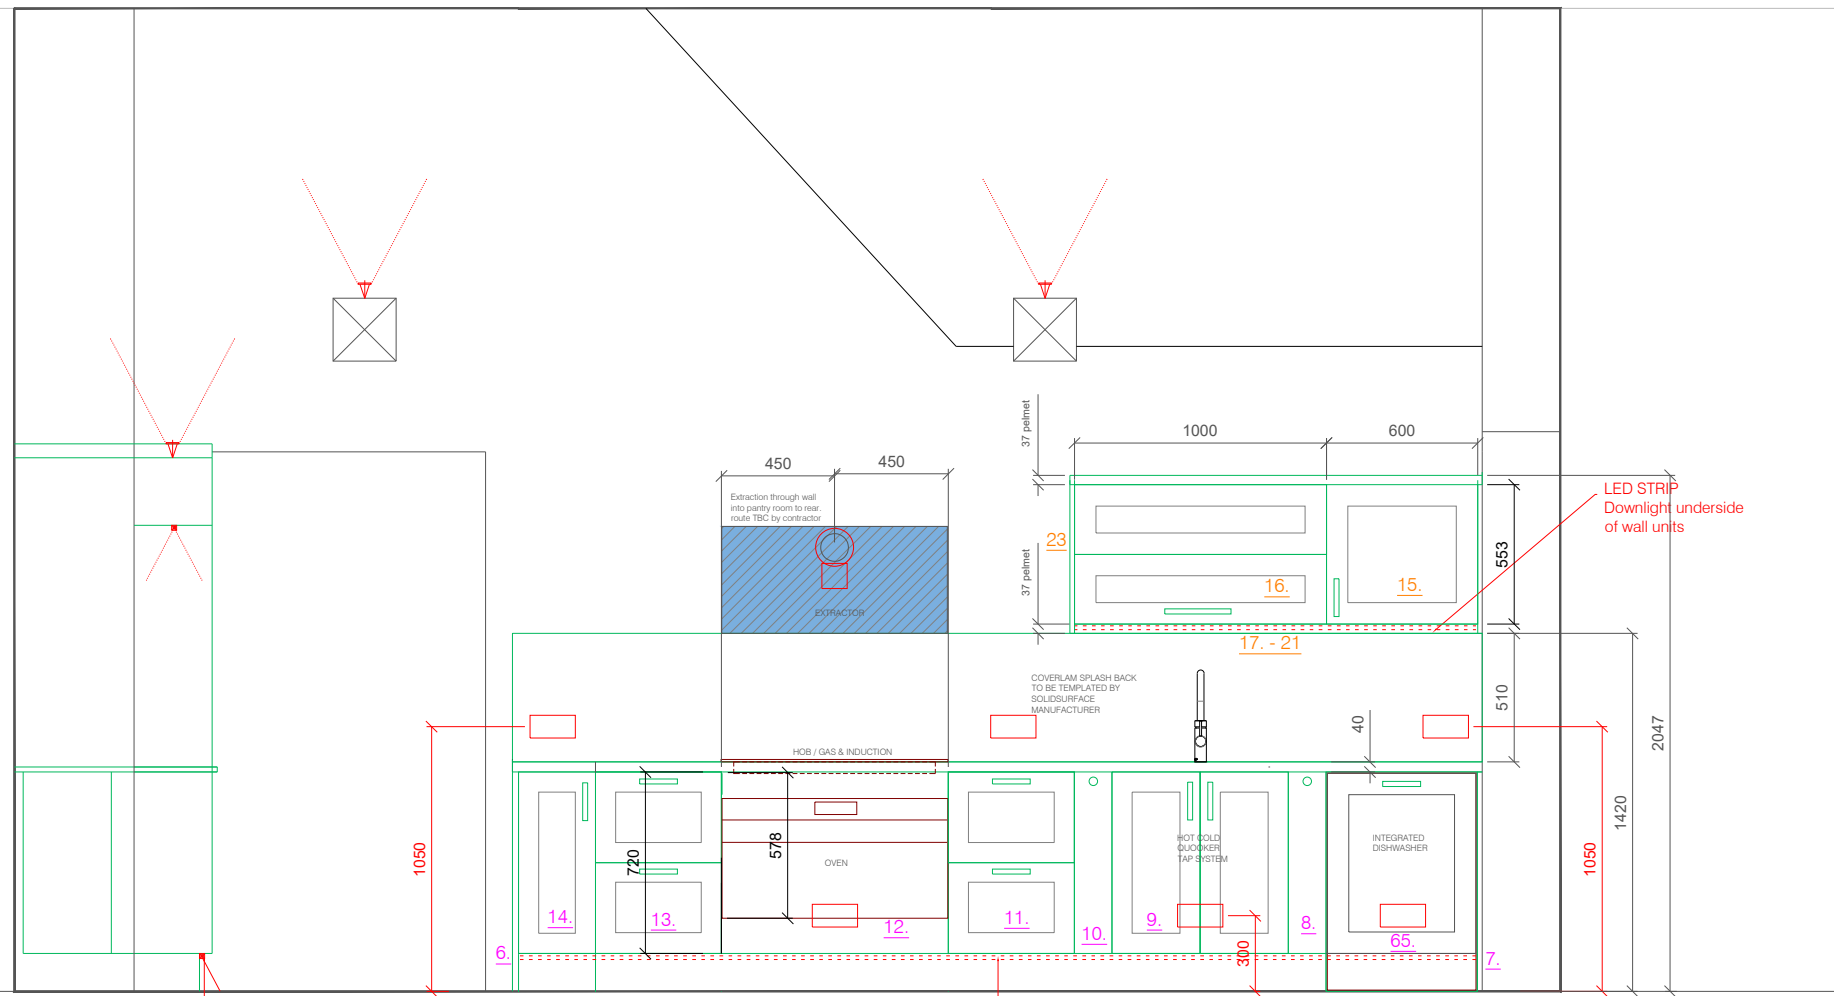 37 pelmet
1000
600
450
450
Extraction through wall
into pantry room to rear.
route TBC by contractor
LED STRIP
Downlight underside
of wall units
23
553
37 pelmet
16.
15.
EXTRACTOR
17. - 21
COVERLAM SPLASH BACK
TO BE TEMPLATED BY
SOLIDSURFACE
MANUFACTURER
510
40
2047
HOB / GAS & INDUCTION
1420
1050
720
578
OVEN
HOT COLD
QUOOKER
TAP SYSTEM
INTEGRATED
DISHWASHER
1050
14.
13.
12.
11.
10.
9.
8.
65.
6.
300
7.